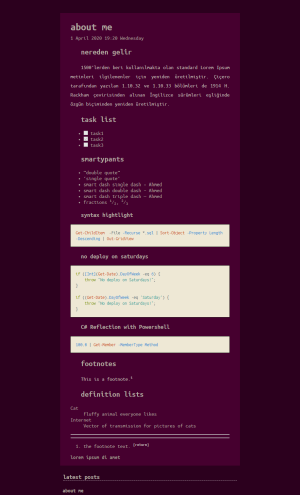 about me
1 April 2020 19:28 Wednesday
nereden gelir
1500'lerden beri kullanılmakta olan standard Lorem Ipsum
metinleri ilgilenenler için yeniden üretilmiştir. Çiçero
tarafından yazılan 1.10.32 ve 1.10.33 bölümleri de 1914 H.
Rackham çevirisinden alınan İngilizce sürümleri eşliğinde
özgün biçiminden yeniden üretilmiştir.
task list
task1
task2
task3
smartypants
"double quote"
'single quote'
smart dash single dash - Ahmed
smart dash double dash – Ahmed
smart dash triple dash — Ahmed
fractions
syntax hightlight
Get-ChildItem -File -Recurse *.sql | Sort-Object -Property Length
-Descending | Out-GridView
no deploy on saturdays
if ([int](Get-Date).DayOfWeek -eq 6) {
throw "No deploy on Saturdays!";
}
if ((Get-Date).DayOfWeek -eq 'Saturday') {
throw "No deploy on Saturdays!";
}
C# Reflection with Powershell
100.0 | Get-Member -MemberType Method
footnotes
This is a footnote.1
definition lists
Cat
Fluffy animal everyone likes
Internet
Vector of transmission for pictures of cats
1. the footnote text. [return]
lorem ipsum di amet
latest posts
about me